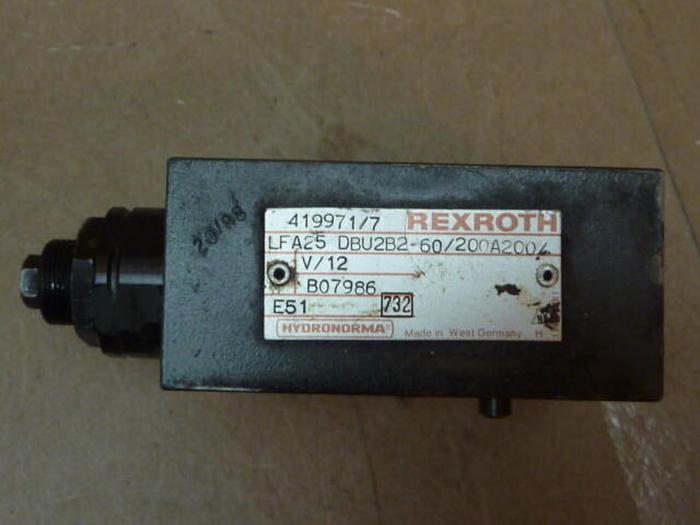 419971/7 REXROTH
LFA25 DBU2B2-60/200A200/
V/12
B07986
E51 732
HYDRONORMA Made in West Germany H